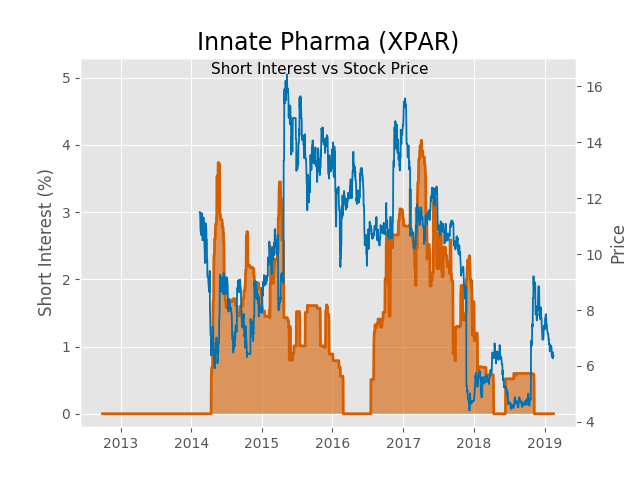 Innate Pharma (XPAR)
Short Interest vs Stock Price
Short Interest (%)
5
4
3
2
1
0
16
14
12
10
8
6
4
Price
2013 2014 2015 2016 2017 2018 2019